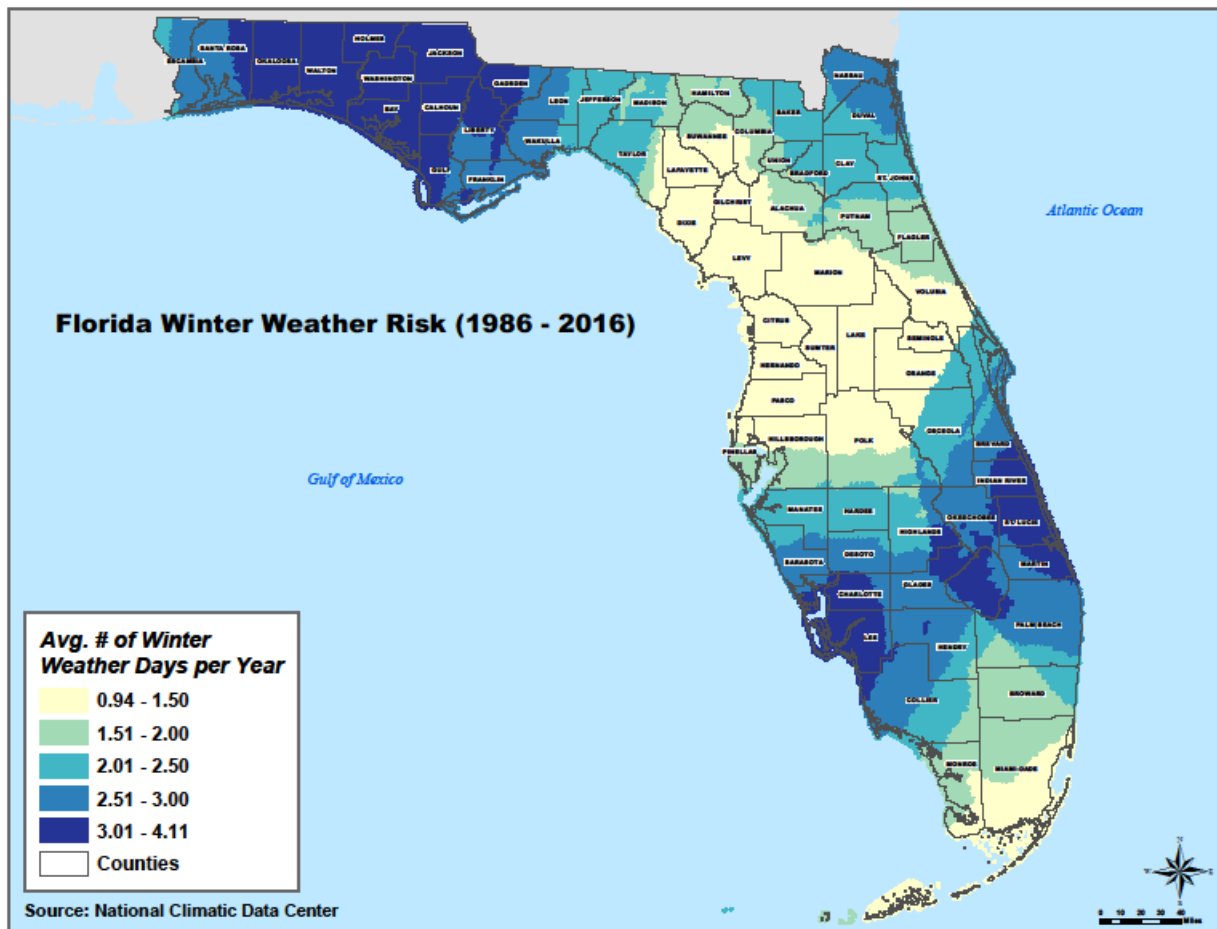 HOLMES
SANTA ROSA
JACKSON
ESCAMBIA
OKALOOSA
WALTON
WASHINGTON
GADSDEN
NASSAU
HAMILTON
LEON
JEFFERSON
MADISON
BAY
CALHOUN
BAKER
DUVAL
LIBERTY
WAKULLA
SUWANNEE
COLUMBIA
TAYLOR
UNION
CLAY
GULF
FRANKLIN
LAFAYETTE
BRADFORD
ST. JOHNS
GILCHRIST
ALACHUA
PUTNAM
Atlantic Ocean
DIXIE
FLAGLER
LEVY
MARION
VOLUSIA
Florida Winter Weather Risk (1986 - 2016)
CITRUS
LAKE
SUMTER
SEMINOLE
HERNANDO
ORANGE
PASCO
OSCEOLA
HILLSBOROUGH
POLK
BREVARD
PINELLAS
Gulf of Mexico
INDIAN RIVER
MANATEE
HARDEE
OKEECHOBEE
ST. LUCIE
HIGHLANDS
SARASOTA
DESOTO
MARTIN
GLADES
CHARLOTTE
PALM BEACH
LEE
HENDRY
COLLIER
BROWARD
MONROE
MIAMI-DADE
Avg. # of Winter
Weather Days per Year
0.94 - 1.50
1.51 - 2.00
2.01 - 2.50
2.51 - 3.00
3.01 - 4.11
Counties
Source: National Climatic Data Center
N
W
E
S
0 10 20 30 40
Miles